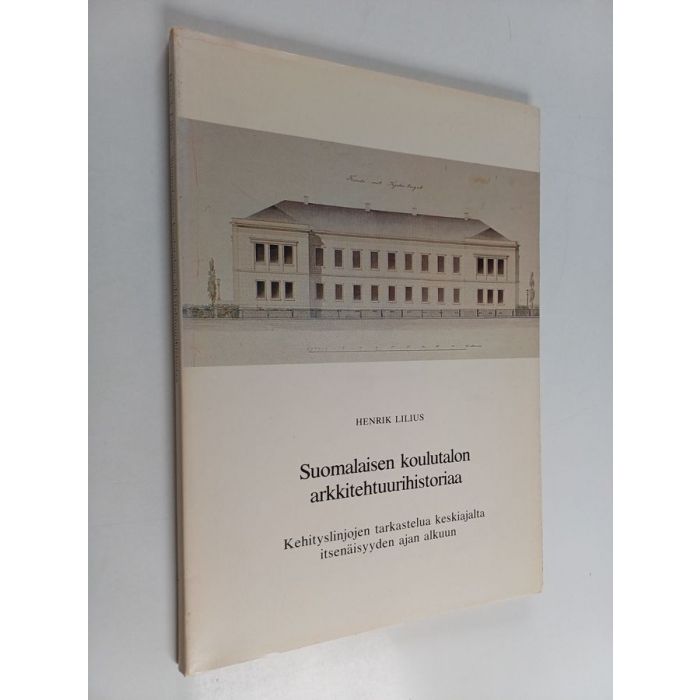 HENRIK LILIUS
Suomalaisen koulutalon
arkkitehtuurihistoriaa
Kehityslinjojen tarkastelua keskiajalta
itsenäisyyden ajan alkuun